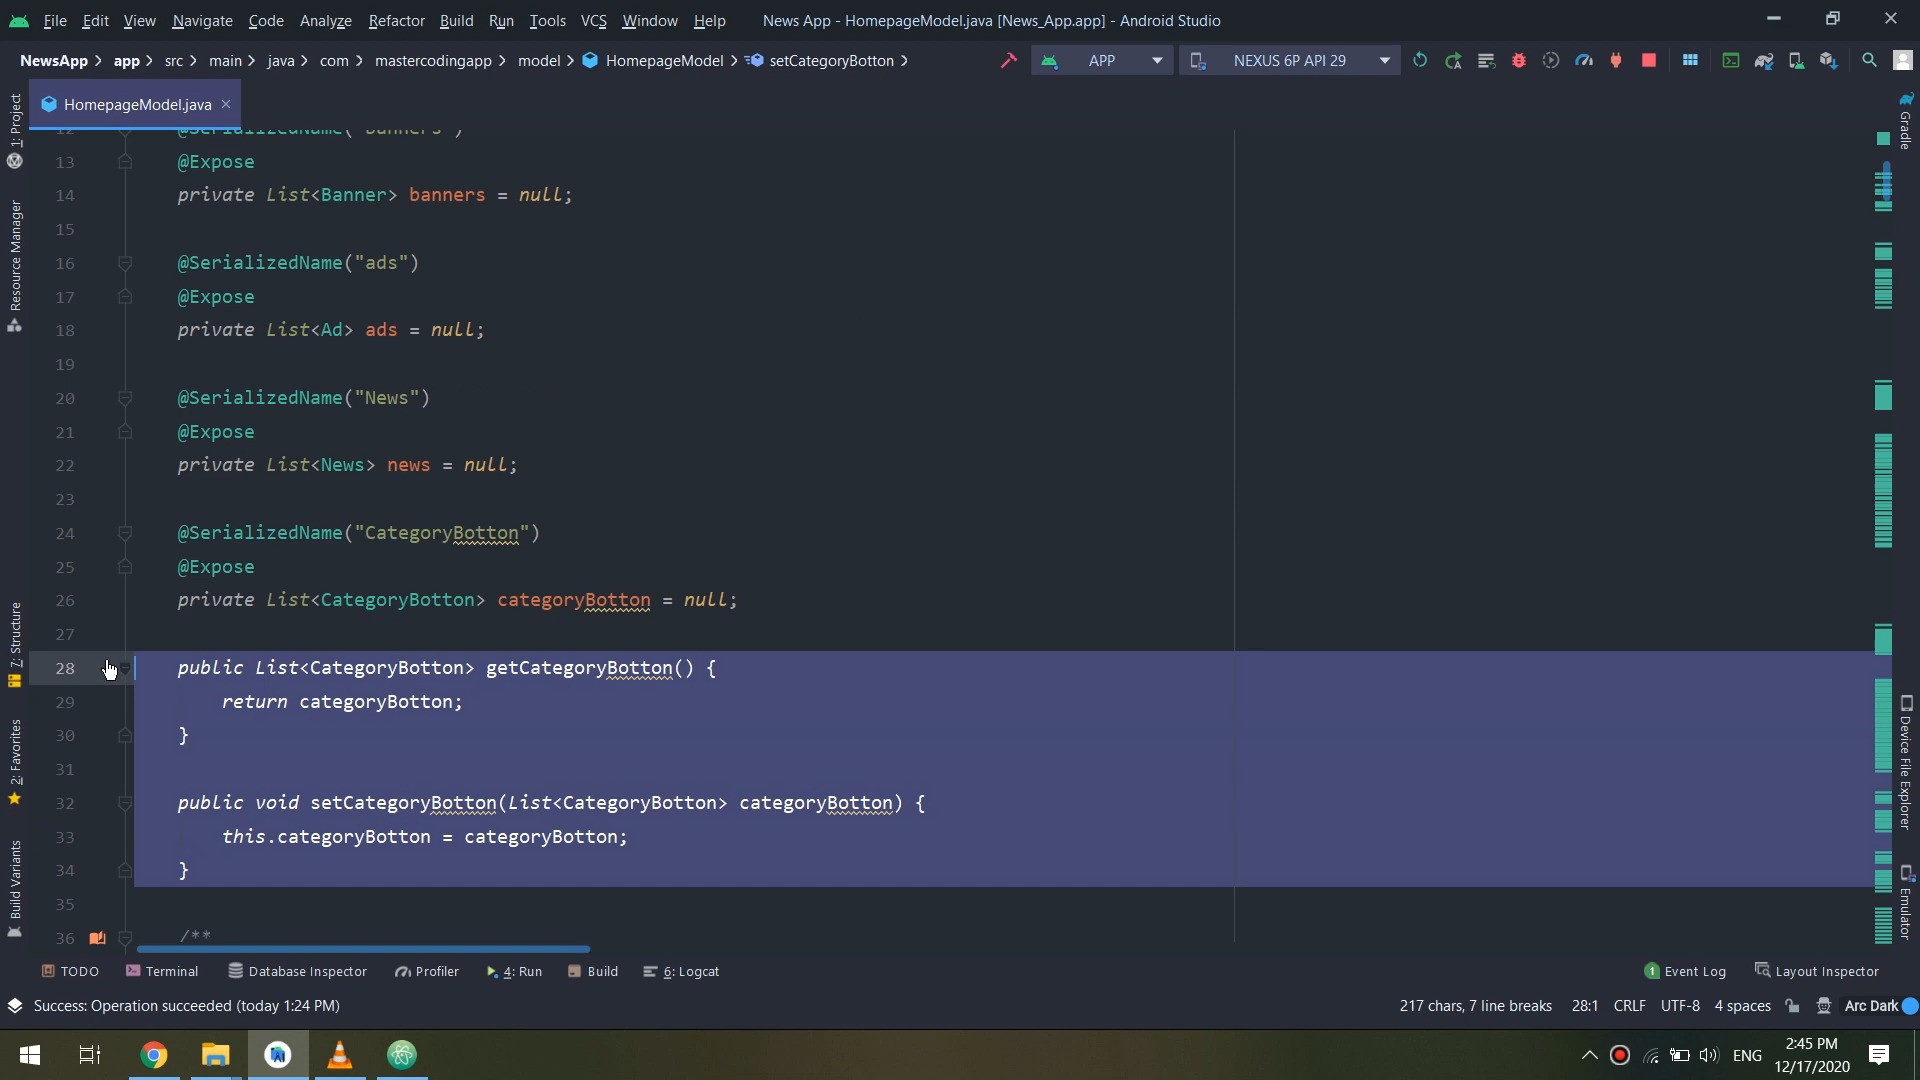 File Edit View Navigate Code Analyze Refactor Build Run Tools VCS Window Help News App - HomepageModel.java [News_App.app] - Android Studio
NewsApp app src main java com mastercodingapp model HomepageModel setCategoryBotton APP NEXUS 6P API 29
HomepageModel.java
1: Project
Resource Manager
7: Structure
2: Favorites
Build Variants
Gradle
Device File Explorer
Emulator
12 @SerializedName("banners")
13 @Expose
14 private List<Banner> banners = null;
15
16 @SerializedName("ads")
17 @Expose
18 private List<Ad> ads = null;
19
20 @SerializedName("News")
21 @Expose
22 private List<News> news = null;
23
24 @SerializedName("CategoryBotton")
25 @Expose
26 private List<CategoryBotton> categoryBotton = null;
27
28 public List<CategoryBotton> getCategoryBotton() {
29 return categoryBotton;
30 }
31
32 public void setCategoryBotton(List<CategoryBotton> categoryBotton) {
33 this.categoryBotton = categoryBotton;
34 }
35
36 /**
TODO Terminal Database Inspector Profiler 4: Run Build 6: Logcat 1 Event Log Layout Inspector
Success: Operation succeeded (today 1:24 PM) 217 chars, 7 line breaks 28:1 CRLF UTF-8 4 spaces Arc Dark
ENG 2:45 PM
12/17/2020